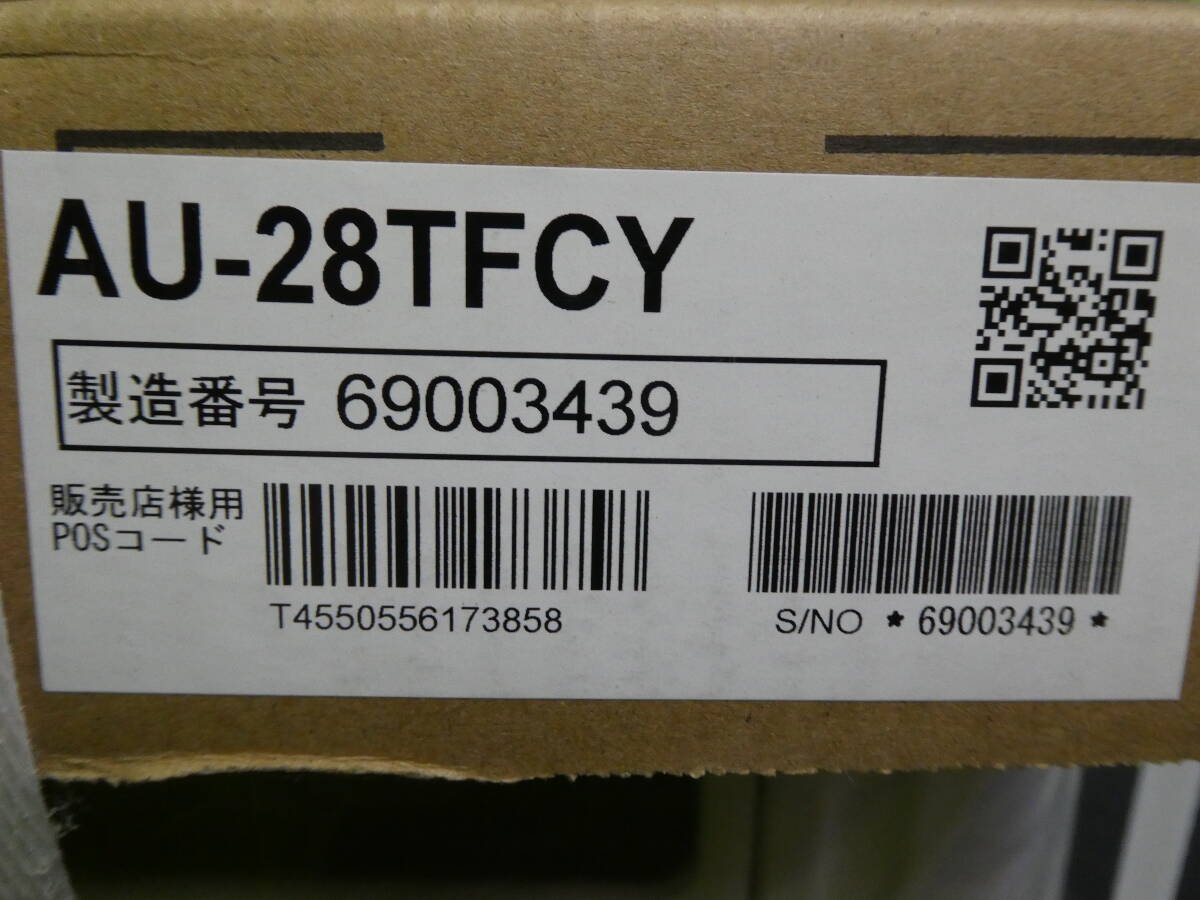 AU-28TFCY
製造番号 69003439
販売店様用
POSコード
T4550556173858
S/NO * 69003439 *